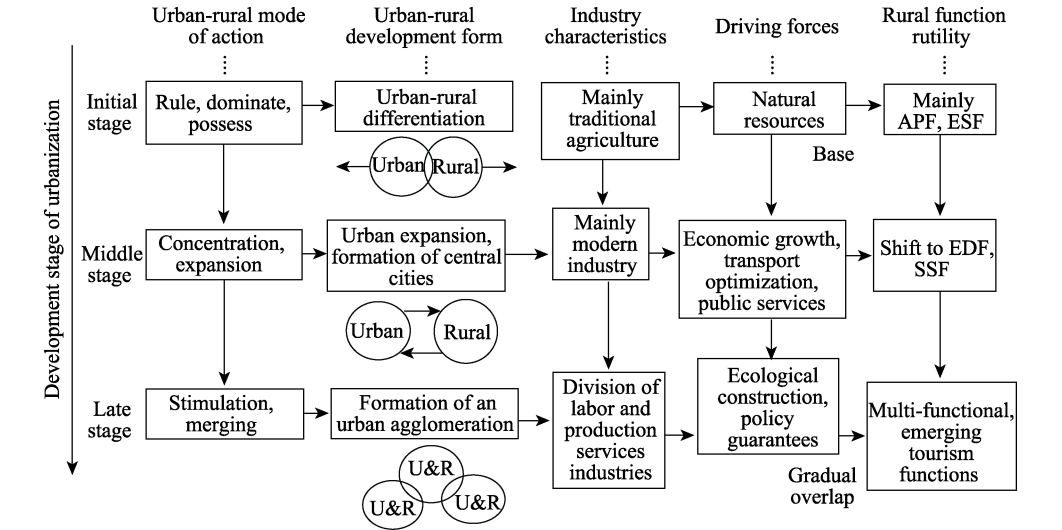 Urban-rural mode
of action
Urban-rural
development form
Industry
characteristics
Driving forces
Rural function
rutility
Development stage of urbanization
Initial
stage
Rule, dominate,
possess
Urban-rural
differentiation
Urban
Rural
Mainly
traditional
agriculture
Natural
resources
Base
Mainly
APF, ESF
Middle
stage
Concentration,
expansion
Urban expansion,
formation of central
cities
Urban
Rural
Mainly
modern
industry
Economic growth,
transport
optimization,
public services
Shift to EDF,
SSF
Late
stage
Stimulation,
merging
Formation of an
urban agglomeration
U&R
U&R
U&R
Division of
labor and
production
services
industries
Ecological
construction,
policy
guarantees
Gradual
overlap
Multi-functional,
emerging
tourism
functions